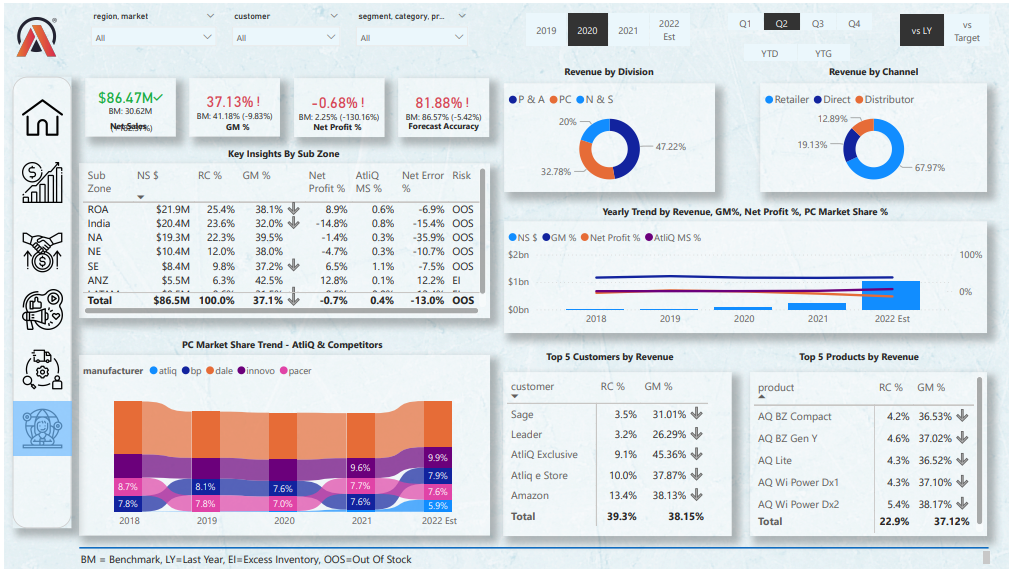 region, market
customer
segment, category, pr...
All
All
All
2019
2020
2021
2022 Est
Q1
Q2
Q3
Q4
YTD
YTG
vs LY
vs Target
$86.47M
BM: 30.62M
Net Sales
37.13% !
BM: 41.18% (-9.83%)
GM %
-0.68% !
BM: 2.25% (-130.16%)
Net Profit %
81.88% !
BM: 86.57% (-5.42%)
Forecast Accuracy
Revenue by Division
P & A PC N & S
20%
47.22%
32.78%
Revenue by Channel
Retailer Direct Distributor
12.89%
19.13%
67.97%
Key Insights By Sub Zone
Sub Zone NS $ RC % GM % Net Profit % AtliQ MS % Net Error % Risk
ROA $21.9M 25.4% 38.1% 8.9% 0.6% -6.9% OOS
India $20.4M 23.6% 32.0% -14.8% 0.8% -15.4% OOS
NA $19.3M 22.3% 39.5% -1.4% 0.3% -35.9% OOS
NE $10.4M 12.0% 38.0% -4.7% 0.3% -10.7% OOS
SE $8.4M 9.8% 37.2% 6.5% 1.1% -7.5% OOS
ANZ $5.5M 6.3% 42.5% 12.8% 0.1% 12.2% EI
Total $86.5M 100.0% 37.1% -0.7% 0.4% -13.0% OOS
Yearly Trend by Revenue, GM%, Net Profit %, PC Market Share %
NS $ GM % Net Profit % AtliQ MS %
$2bn
$1bn
$0bn
100%
0%
2018 2019 2020 2021 2022 Est
PC Market Share Trend - AtliQ & Competitors
manufacturer atliq bp dale innovo pacer
8.7%
7.8%
8.1%
7.8%
7.6%
7.0%
9.6%
7.7%
7.6%
9.9%
7.9%
7.6%
5.9%
2018 2019 2020 2021 2022 Est
Top 5 Customers by Revenue
customer RC % GM %
Sage 3.5% 31.01%
Leader 3.2% 26.29%
AtliQ Exclusive 9.1% 45.36%
Atliq e Store 10.0% 37.87%
Amazon 13.4% 38.13%
Total 39.3% 38.15%
Top 5 Products by Revenue
product RC % GM %
AQ BZ Compact 4.2% 36.53%
AQ BZ Gen Y 4.6% 37.02%
AQ Lite 4.3% 36.52%
AQ Wi Power Dx1 4.3% 37.10%
AQ Wi Power Dx2 5.4% 38.17%
Total 22.9% 37.12%
BM = Benchmark, LY=Last Year, EI=Excess Inventory, OOS=Out Of Stock